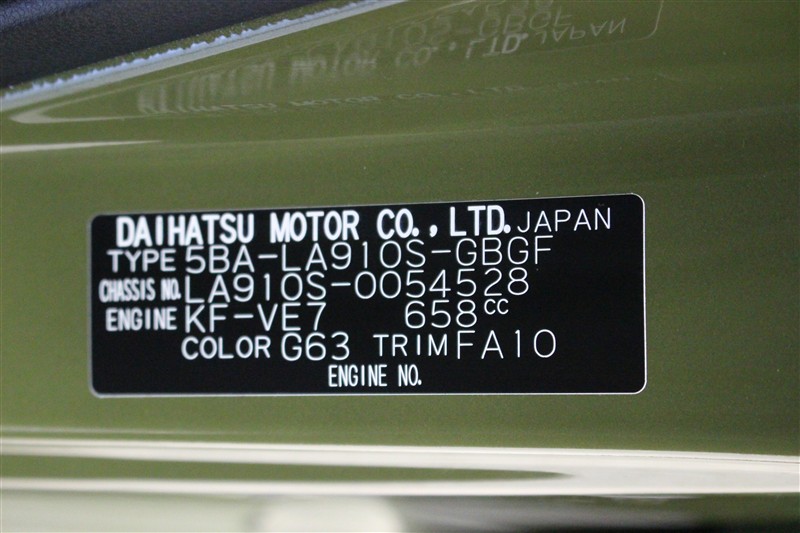 DAIHATSU MOTOR CO., LTD. JAPAN
TYPE 5BA-LA910S-GBGF
CHASSIS NO. LA910S-0054528
ENGINE KF-VE7 658cc
COLOR G63 TRIM FA10
ENGINE NO.